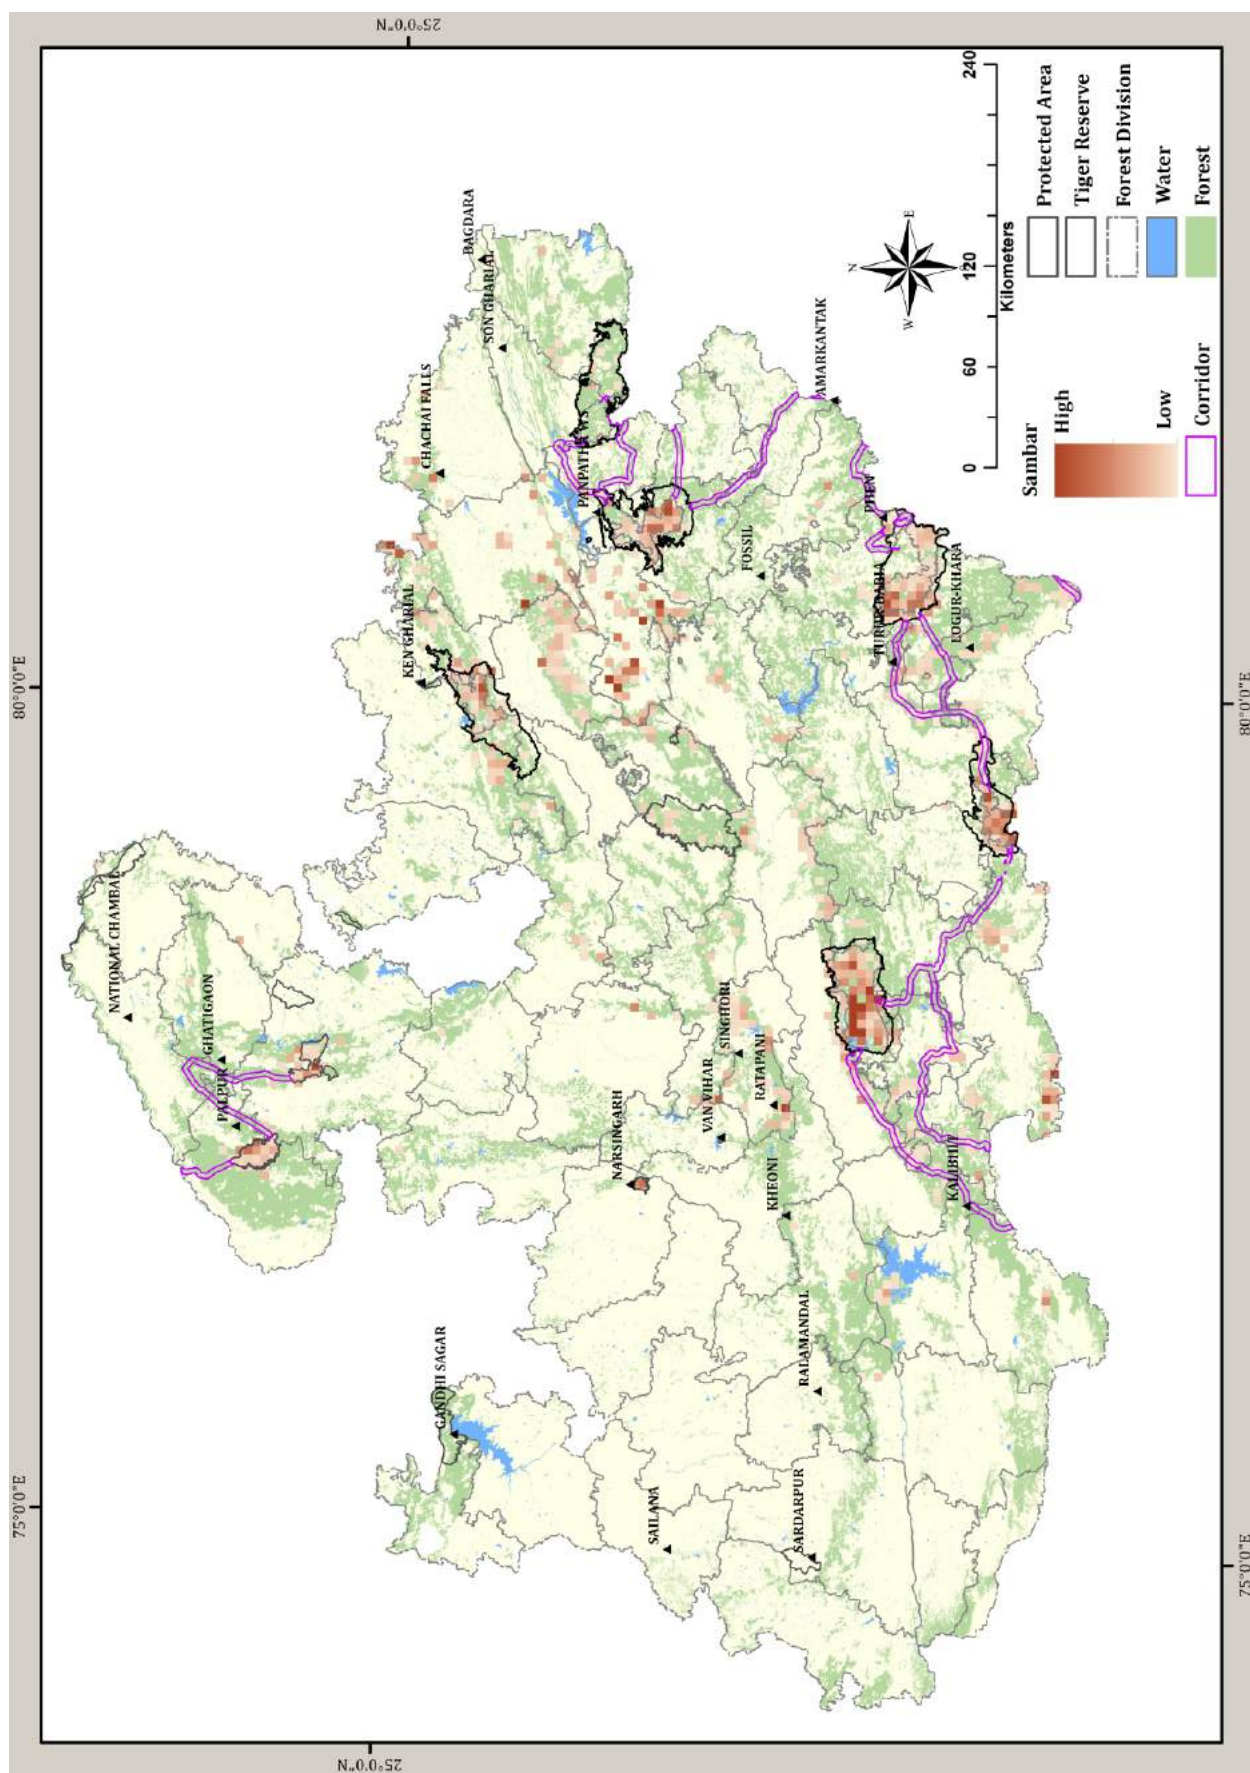 25°0'0"N
25°0'0"N
80°0'0"E
80°0'0"E
75°0'0"E
75°0'0"E
NATIONAL CHAMBAL
GHATIGAON
PALPUR
GANDHI SAGAR
SAILANA
SARDARPUR
RALAMANDAL
KHEONI
NARSINGARH
VAN VIHAR
SINGHORI
RATAPANI
KALIBHIT
KEN GHARIAL
CHACHAI FALLS
SON GHARIAL
BAGDARA
PANPATHA WS
FOSSIL
AMARKANTAK
PHEN
LOGUR-KHARA
N
E
W
0
60
120
240
Kilometers
Sambar
High
Low
Corridor
Protected Area
Tiger Reserve
Forest Division
Water
Forest